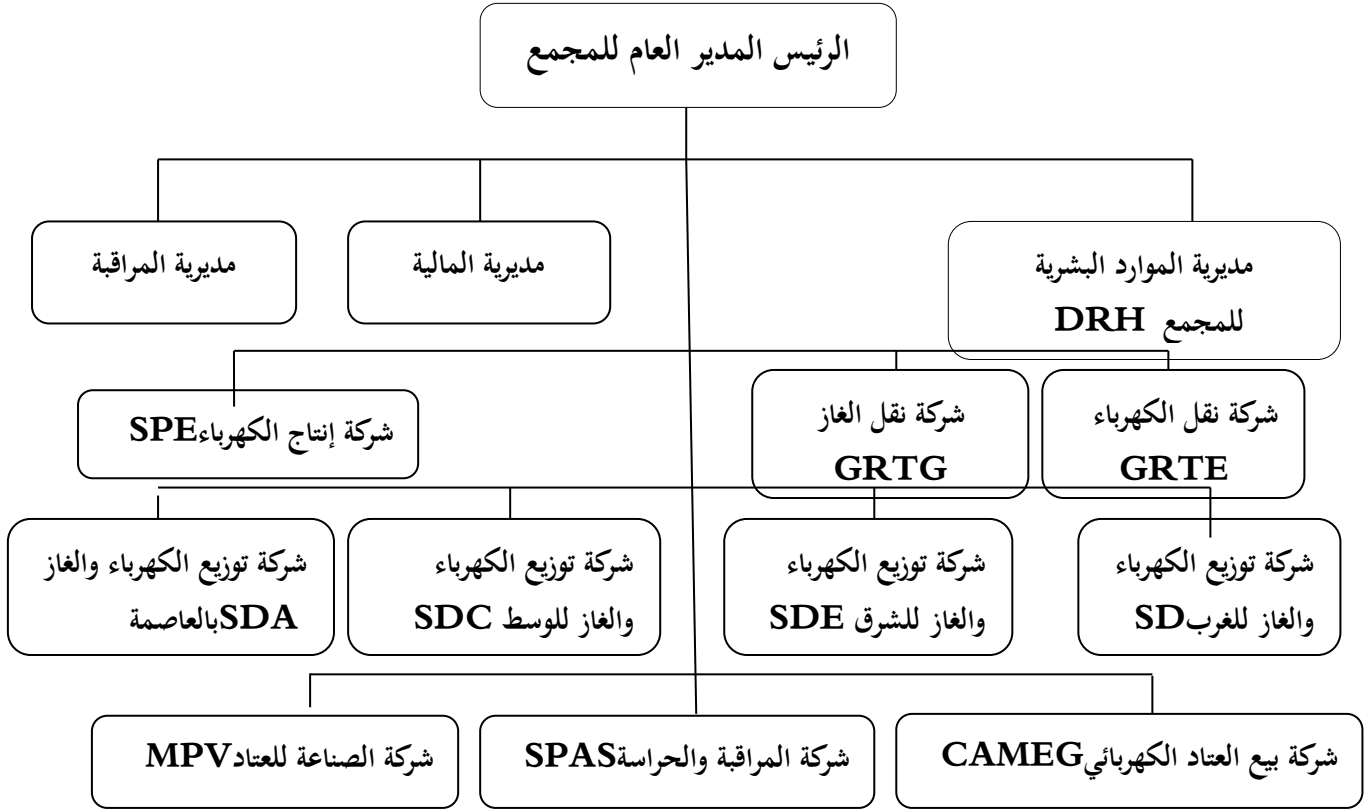 الرئيس المدير العام للمجمع
مديرية الموارد البشرية
للمجمع DRH
مديرية المالية
مديرية المراقبة
شركة نقل الكهرباء
GRTE
شركة نقل الغاز
GRTG
شركة إنتاج الكهرباءSPE
شركة توزيع الكهرباء
والغاز للغربSD
شركة توزيع الكهرباء
والغاز للشرق SDE
شركة توزيع الكهرباء
والغاز للوسط SDC
شركة توزيع الكهرباء والغاز
بالعاصمةSDA
شركة بيع العتاد الكهربائيCAMEG
شركة المراقبة والحراسةSPAS
شركة الصناعة للعتادMPV